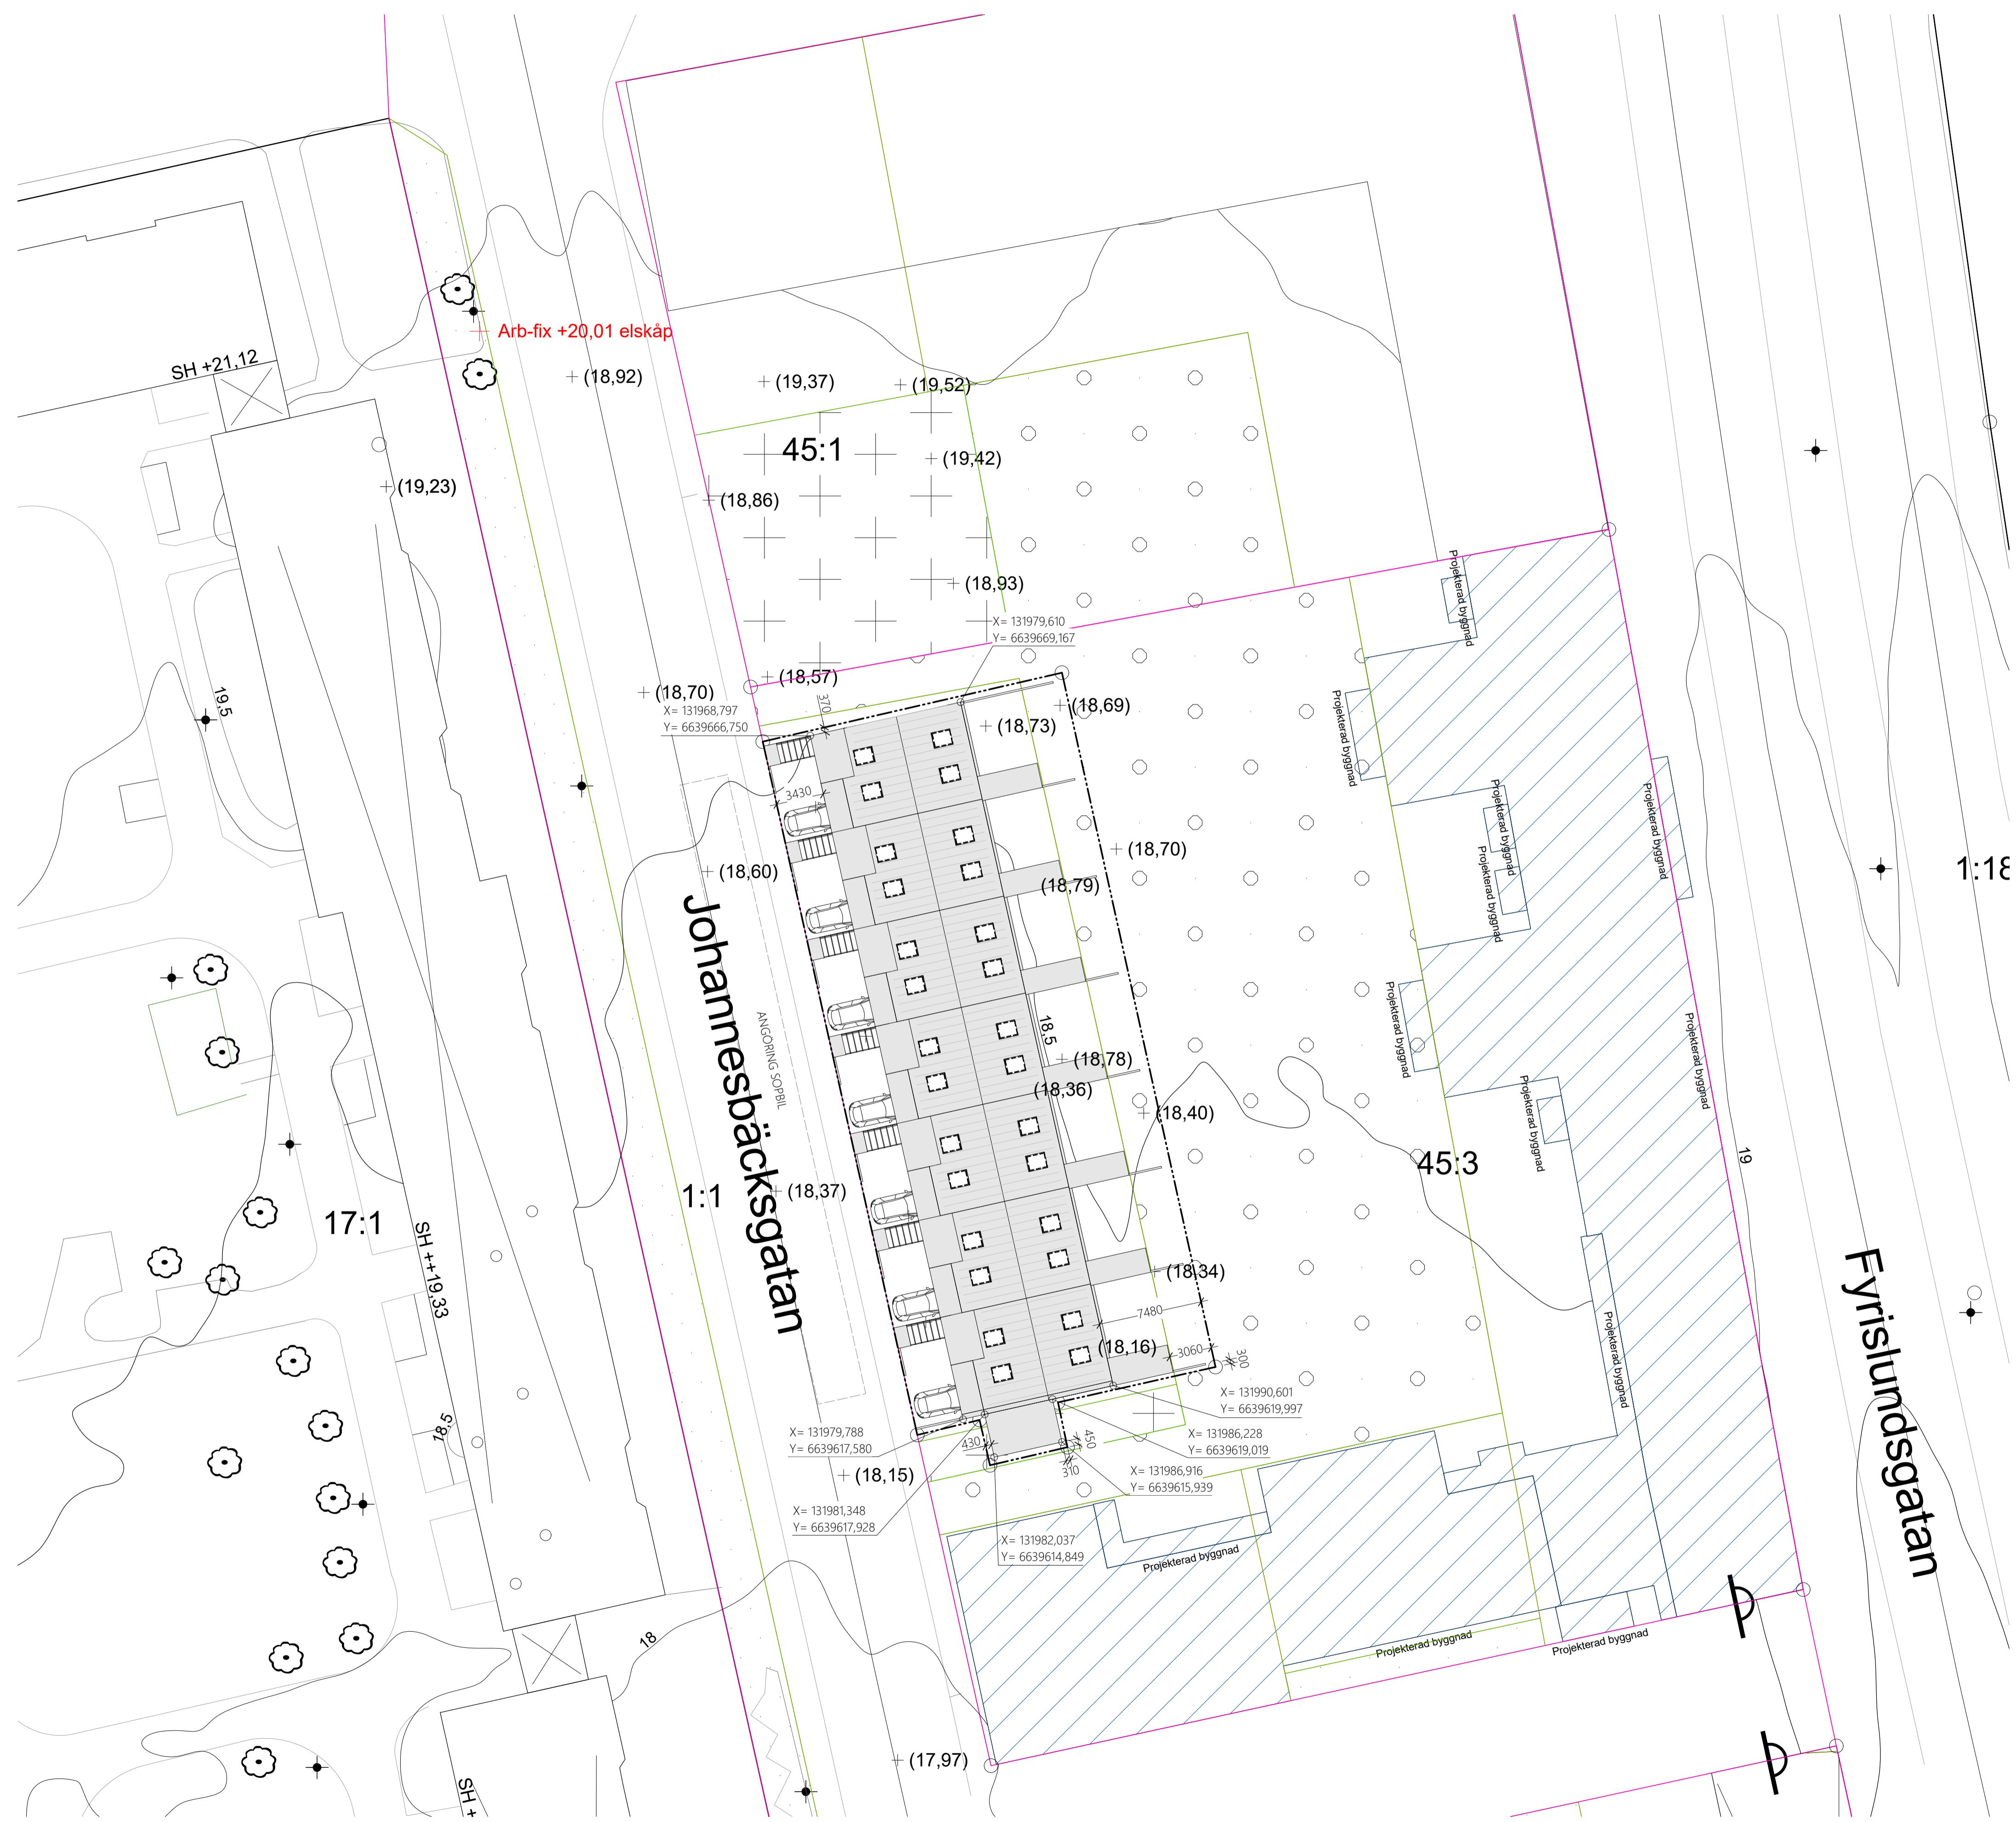 Arb-fix +20,01 elskåp
SH +21,12
(18,92)
(19,37)
(19,52)
45:1
(19,42)
(19,23)
(18,86)
(18,93)
Projekterad byggnad
X= 131979,610
Y= 6639669,167
(18,57)
(18,70)
X= 131968,797
Y= 6639666,750
370
(18,69)
(18,73)
19,5
Projekterad byggnad
Projekterad byggnad
Projekterad byggnad
Projekterad byggnad
3430
(18,70)
(18,60)
(18,79)
1:18
Johannesbäcksgatan
ANGÖRING SOPBIL
18,5
(18,78)
(18,36)
(18,40)
Projekterad byggnad
Projekterad byggnad
Projekterad byggnad
45:3
19
1:1
(18,37)
17:1
SH ++19,33
(18,34)
7480
(18,16)
3060
300
Projekterad byggnad
Fyrislundsgatan
X= 131990,601
Y= 6639619,997
X= 131979,788
Y= 6639617,580
430
450
310
X= 131986,228
Y= 6639619,019
18,5
(18,15)
X= 131986,916
Y= 6639615,939
X= 131981,348
Y= 6639617,928
X= 131982,037
Y= 6639614,849
Projekterad byggnad
Projekterad byggnad
Projekterad byggnad
18
(17,97)
SH +